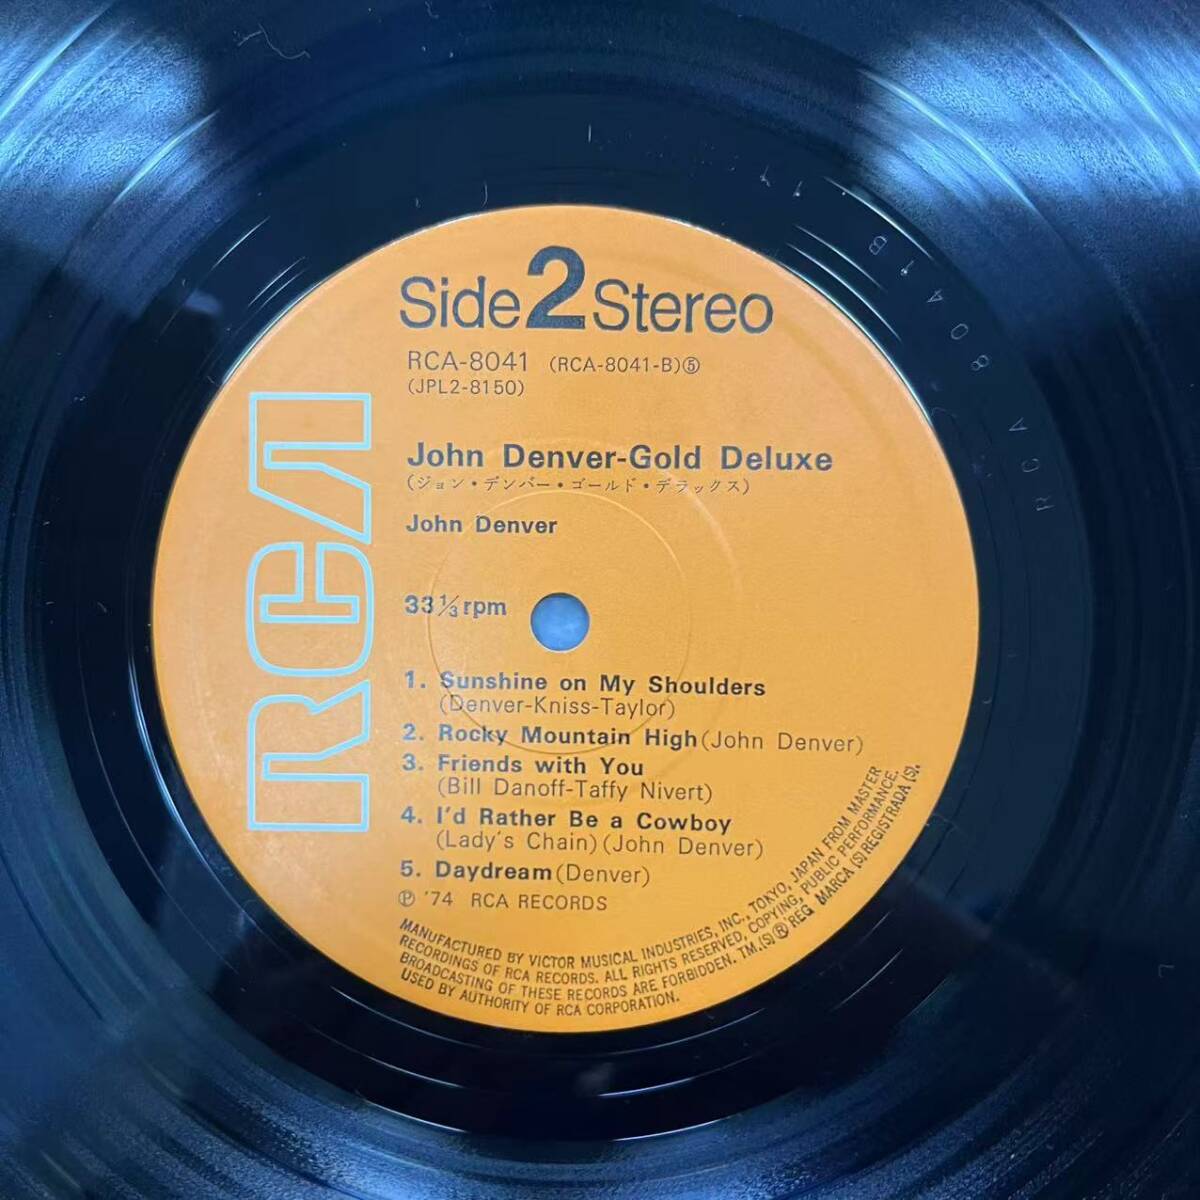 Side 2 Stereo
RCA-8041 (RCA-8041-B)⑤
(JPL2-8150)
John Denver-Gold Deluxe
(ジョン・デンバー・ゴールド・デラックス)
John Denver
33⅓ rpm
1. Sunshine on My Shoulders
(Denver-Kniss-Taylor)
2. Rocky Mountain High (John Denver)
3. Friends with You
(Bill Danoff-Taffy Nivert)
4. I'd Rather Be a Cowboy
(Lady's Chain) (John Denver)
5. Daydream (Denver)
℗ '74 RCA RECORDS
MANUFACTURED BY VICTOR MUSICAL INDUSTRIES, INC., TOKYO, JAPAN FROM MASTER
RECORDINGS OF RCA RECORDS. ALL RIGHTS RESERVED, COPYING, PUBLIC PERFORMANCE,
BROADCASTING OF THESE RECORDS ARE FORBIDDEN. TM.(S)® REG. MARCA (S) REGISTRADA (S).
USED BY AUTHORITY OF RCA CORPORATION.
RCA
RCA 8041B 111